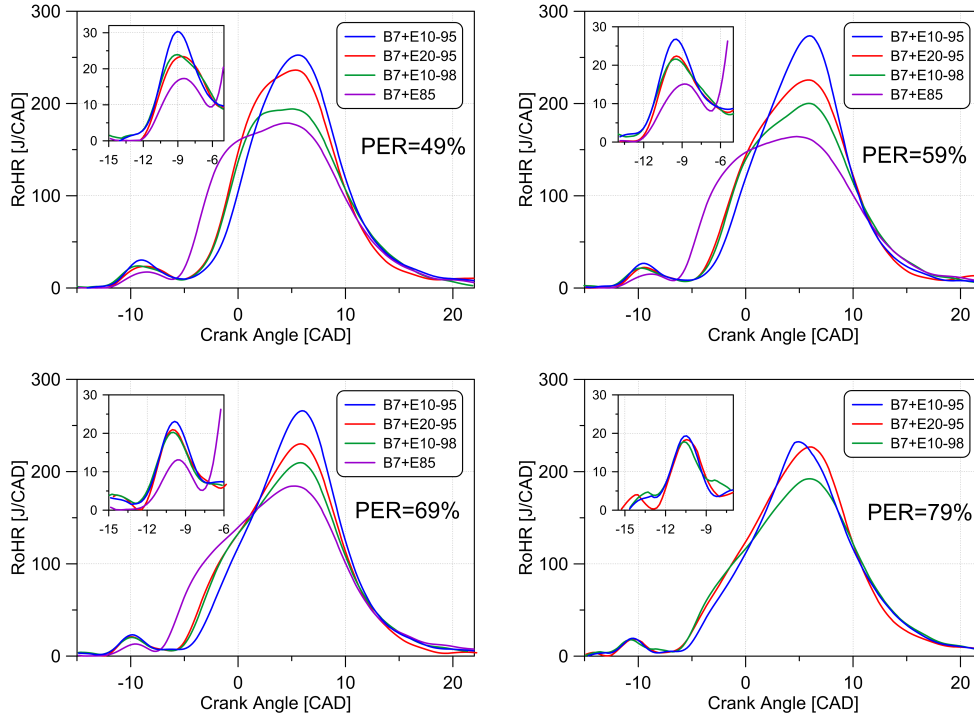 300
200
100
0
RoHR [J/CAD]
-10
0
10
20
Crank Angle [CAD]
30
20
10
0
-15
-12
-9
-6
B7+E10-95
B7+E20-95
B7+E10-98
B7+E85
PER=49%
300
200
100
0
RoHR [J/CAD]
-10
0
10
20
Crank Angle [CAD]
30
20
10
0
-12
-9
-6
B7+E10-95
B7+E20-95
B7+E10-98
B7+E85
PER=59%
300
200
100
0
RoHR [J/CAD]
-10
0
10
20
Crank Angle [CAD]
30
20
10
0
-15
-12
-9
-6
B7+E10-95
B7+E20-95
B7+E10-98
B7+E85
PER=69%
300
200
100
0
RoHR [J/CAD]
-10
0
10
20
Crank Angle [CAD]
30
20
10
0
-15
-12
-9
B7+E10-95
B7+E20-95
B7+E10-98
PER=79%